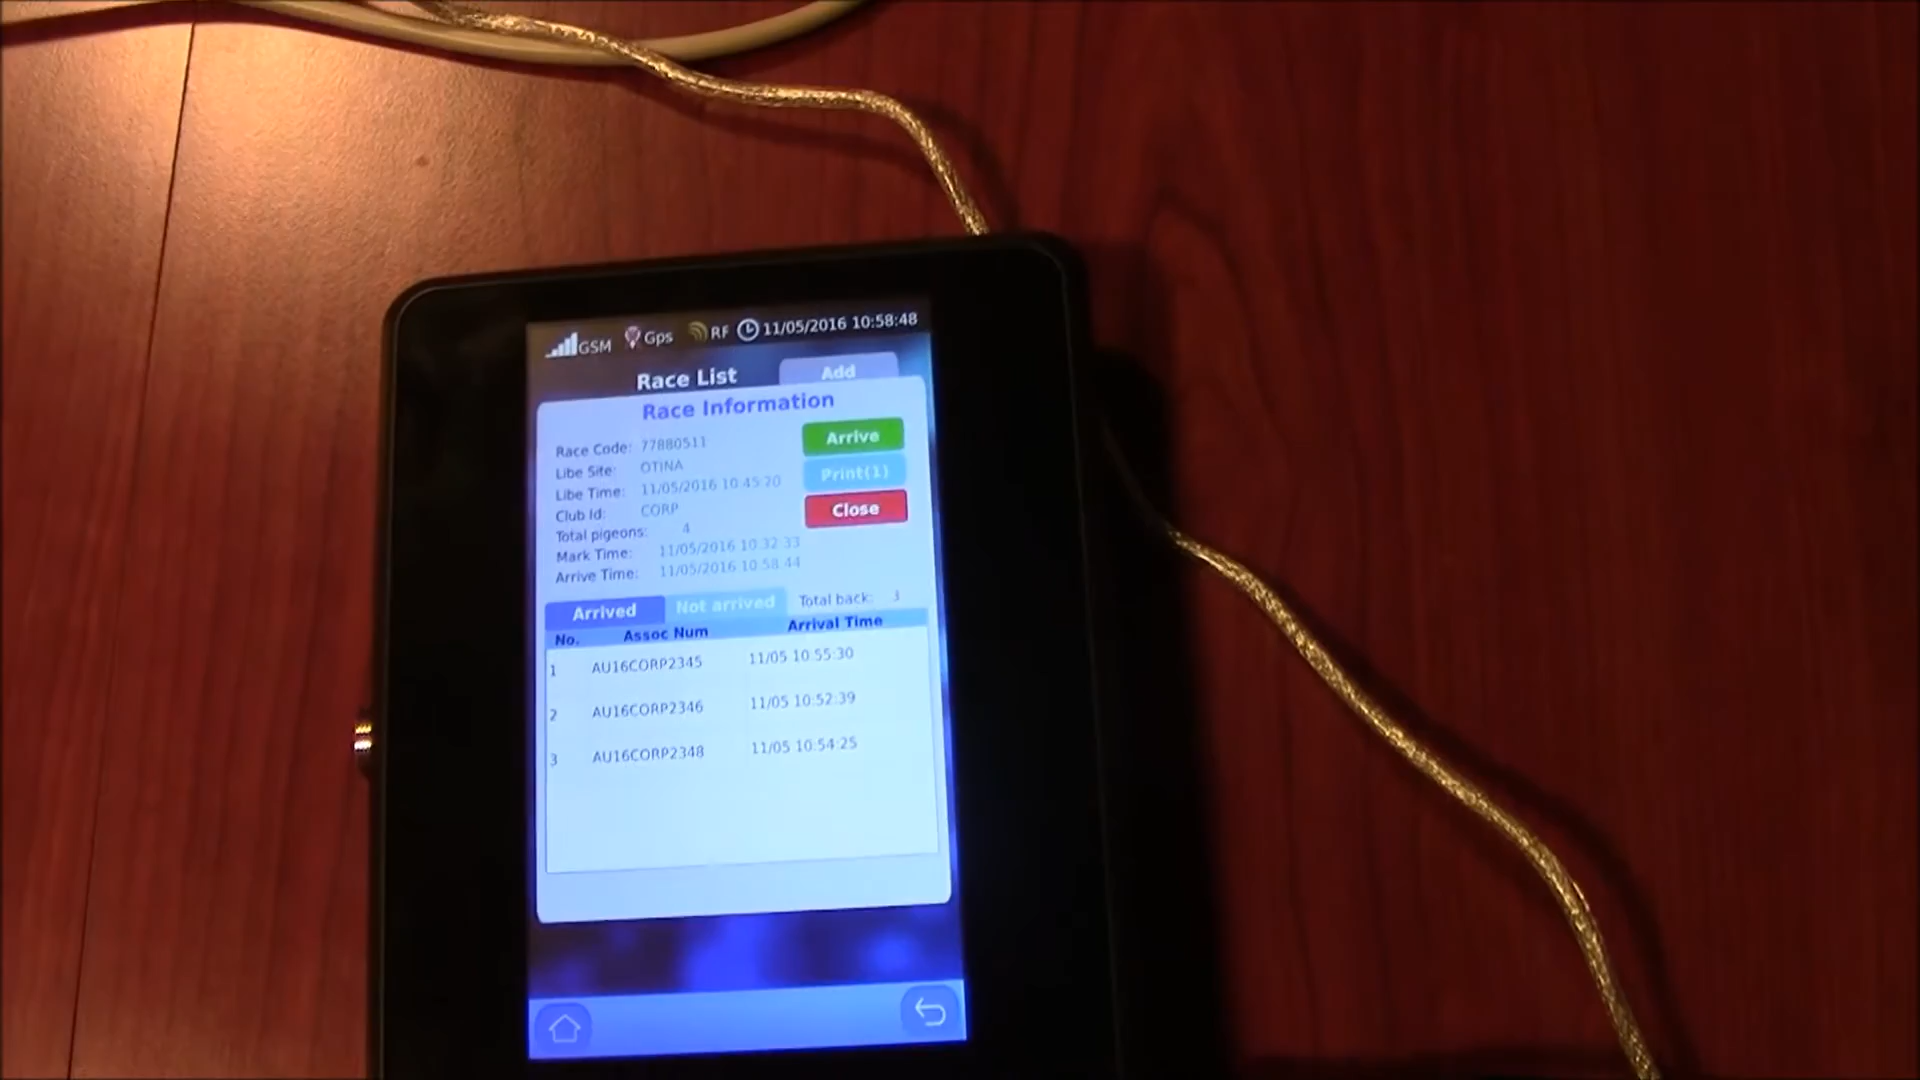 GSM Gps RF 11/05/2016 10:58:48
Race List Add
Race Information
Race Code: 77880511 Arrive
Libe Site: OTINA
Libe Time: 11/05/2016 10:45:20 Print(1)
Club Id: CORP Close
Total pigeons: 4
Mark Time: 11/05/2016 10:32:33
Arrive Time: 11/05/2016 10:58:44
Arrived Not arrived Total back: 3
No. Assoc Num Arrival Time
1 AU16CORP2345 11/05 10:55:30
2 AU16CORP2346 11/05 10:52:39
3 AU16CORP2348 11/05 10:54:25